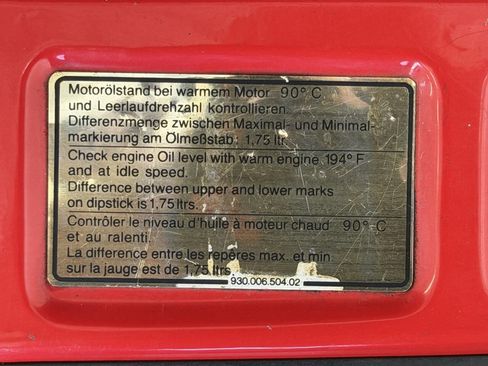 Motorölstand bei warmem Motor 90° C
und Leerlaufdrehzahl kontrollieren.
Differenzmenge zwischen Maximal- und Minimal-
markierung am Ölmeßstab: 1,75 ltr.
Check engine Oil level with warm engine 194° F
and at idle speed.
Difference between upper and lower marks
on dipstick is 1,75 ltrs.
Contrôler le niveau d'huile à moteur chaud 90° C
et au ralenti.
La difference entre les repères max. et min
sur la jauge est de 1,75 ltrs.
930.006.504.02